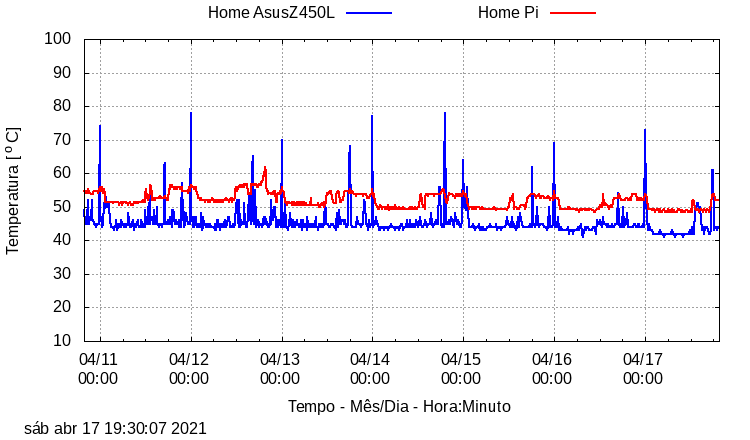 Home AsusZ450L Home Pi
Temperatura [ º C]
100
90
80
70
60
50
40
30
20
10
04/11 04/12 04/13 04/14 04/15 04/16 04/17
00:00 00:00 00:00 00:00 00:00 00:00 00:00
Tempo - Mês/Dia - Hora:Minuto
sáb abr 17 19:30:07 2021